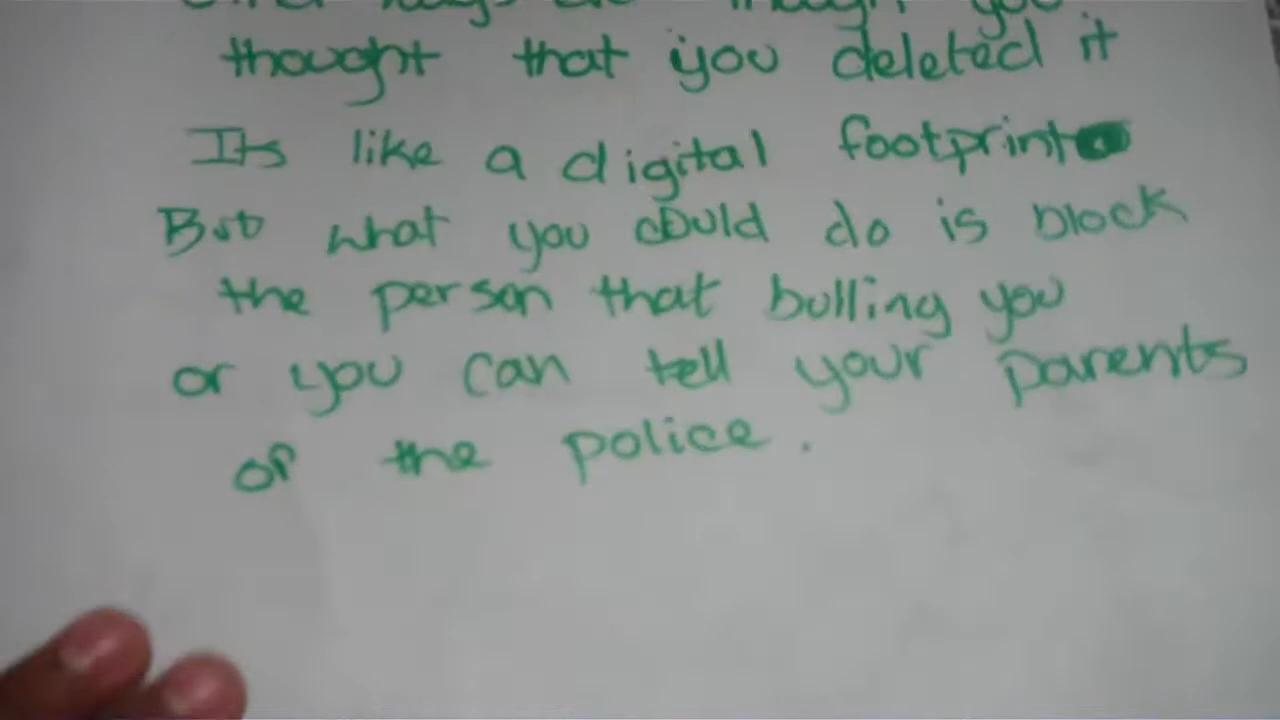 thought that you deleted it
Its like a digital footprint
But what you could do is block
the person that bulling you
or you can tell your parents
or the police.